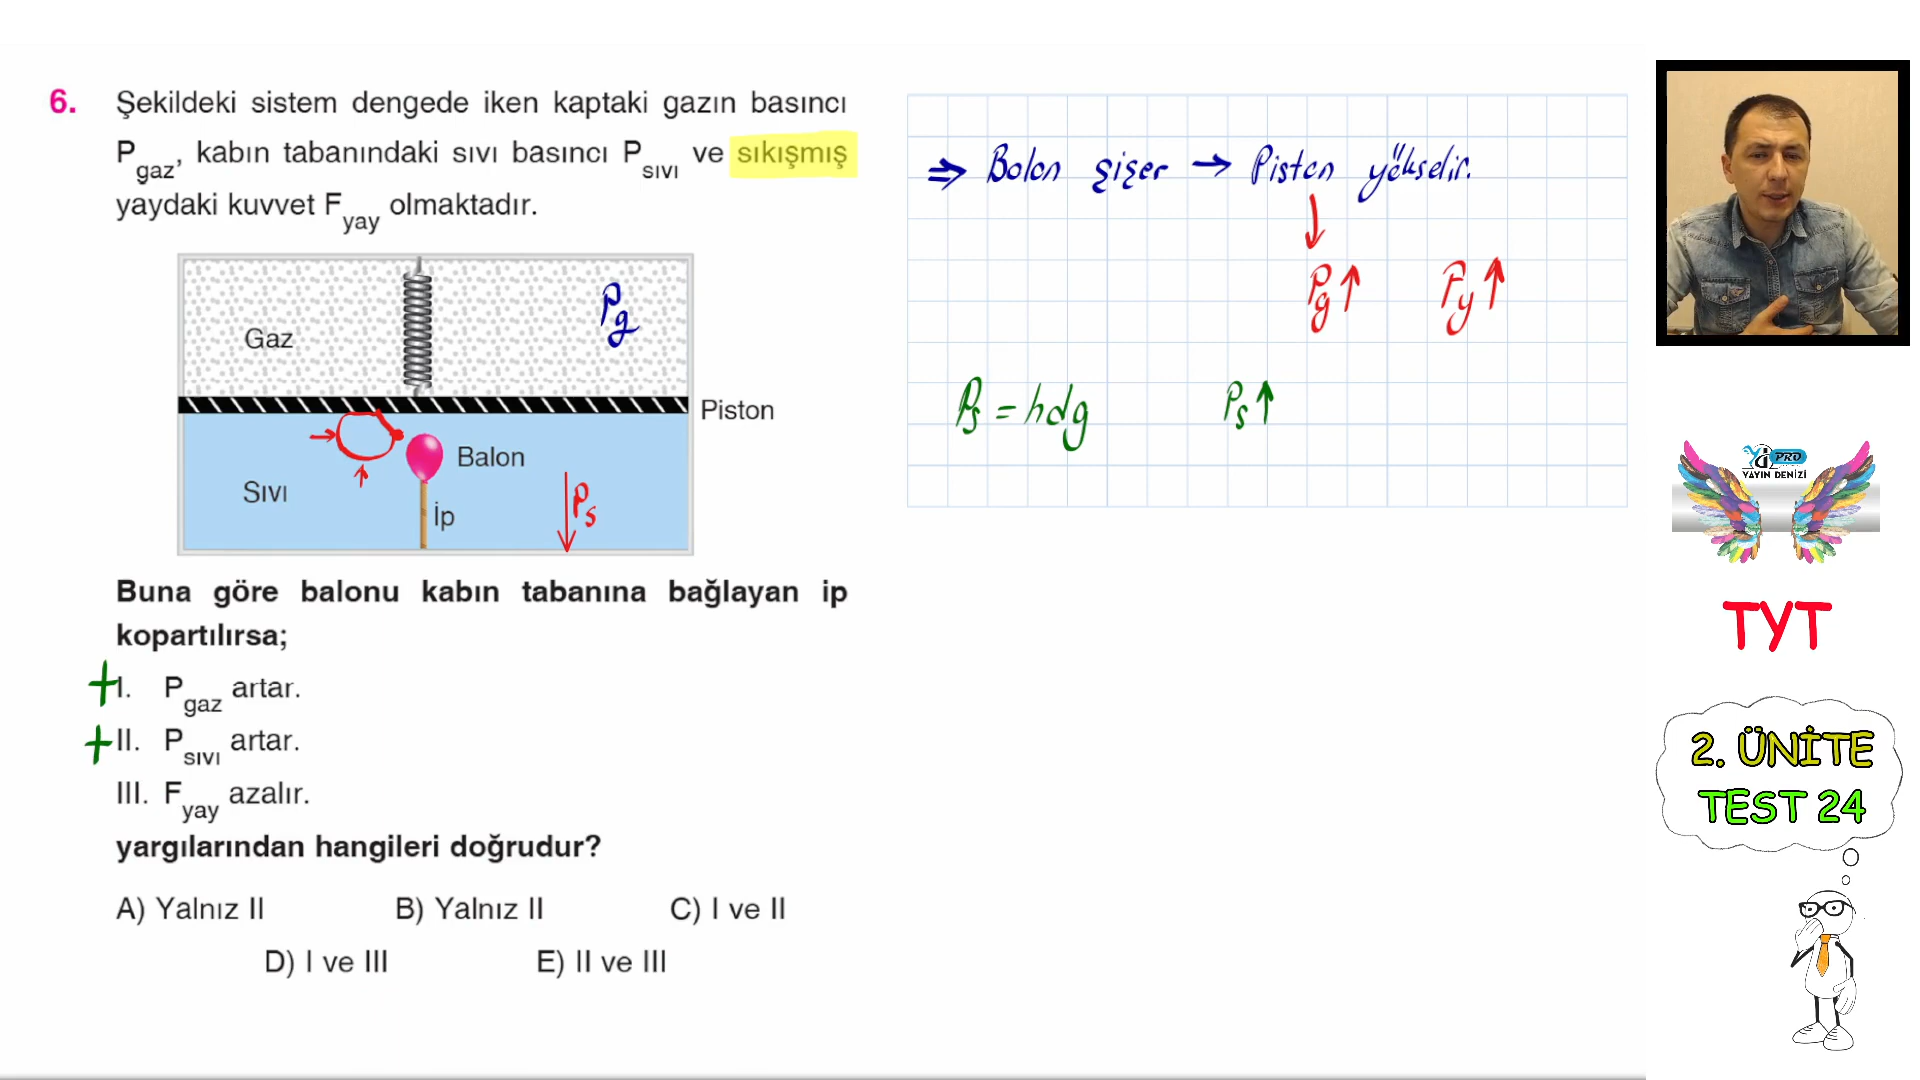 6. Şekildeki sistem dengede iken kaptaki gazın basıncı
Pgaz, kabın tabanındaki sıvı basıncı Psıvı ve sıkışmış
yaydaki kuvvet Fyay olmaktadır.
Gaz
Pg
Piston
Balon
Sıvı
İp
Ps
Buna göre balonu kabın tabanına bağlayan ip
kopartılırsa;
+I. Pgaz artar.
+II. Psıvı artar.
III. Fyay azalır.
yargılarından hangileri doğrudur?
A) Yalnız II B) Yalnız II C) I ve II
D) I ve III E) II ve III
⇒ Bolon şişer → Piston yükselir.
↓
Pg↑ Fy↑
Ps = hdg Ps↑
PRO
YAYIN DENİZİ
TYT
2. ÜNİTE
TEST 24